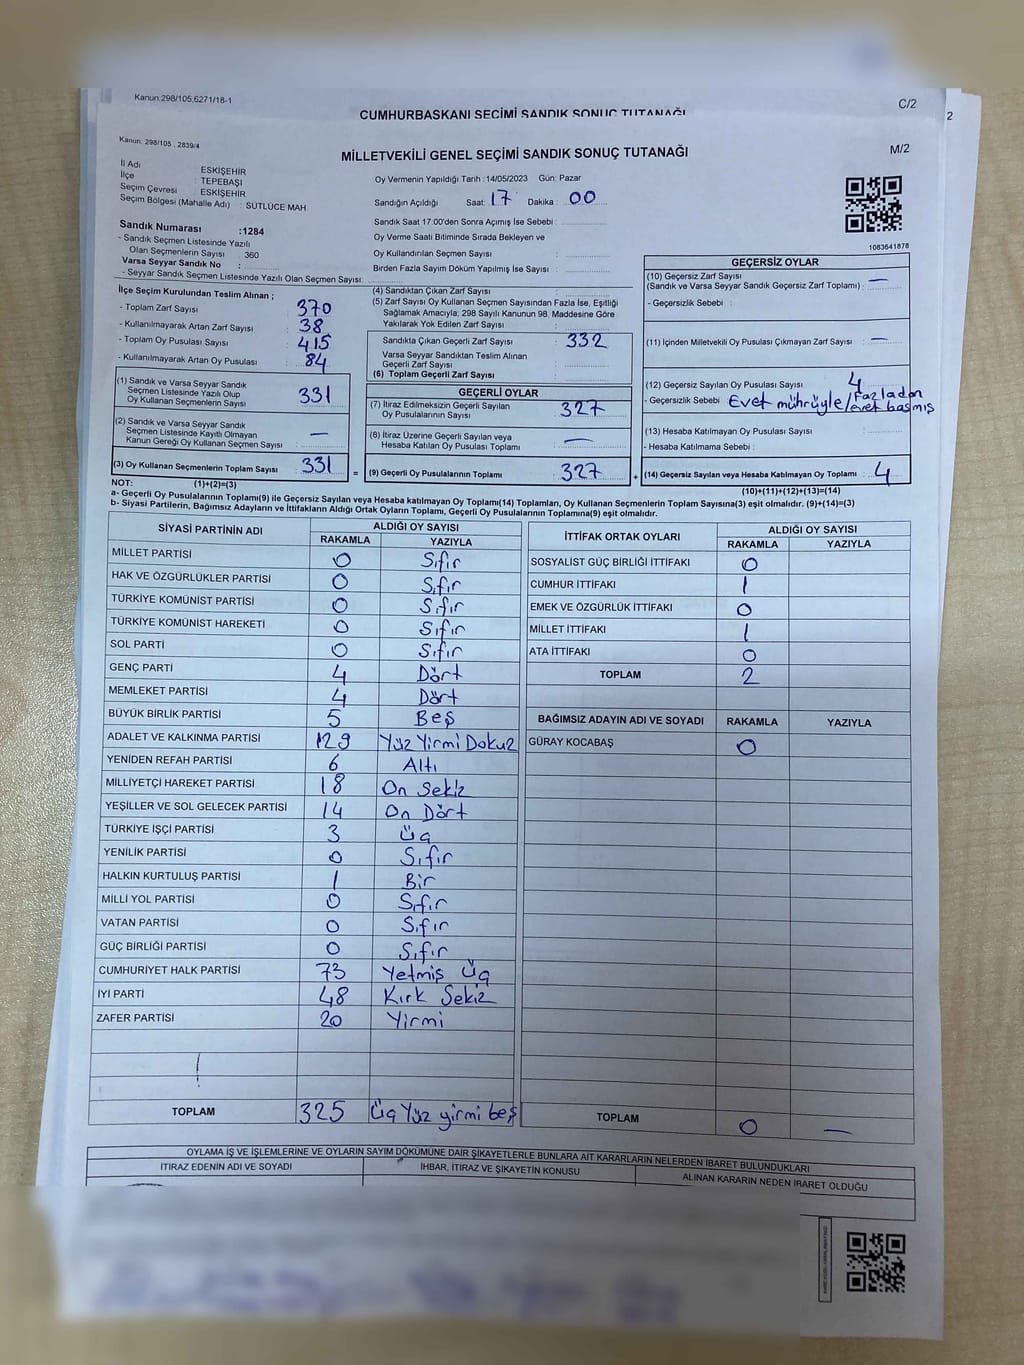 Kanun.298/105,6271/18-1
C/2
CUMHURBAŞKANI SEÇİMİ SANDIK SONUÇ TUTANAĞI
2
Kanun: 298/105 , 2839/4
M/2
MİLLETVEKİLİ GENEL SEÇİMİ SANDIK SONUÇ TUTANAĞI
İl Adı ESKİŞEHİR
İlçe TEPEBAŞI
Seçim Çevresi ESKİŞEHİR
Seçim Bölgesi (Mahalle Adı) : SÜTLÜCE MAH
Oy Vermenin Yapıldığı Tarih :14/05/2023 Gün: Pazar
Sandığın Açıldığı Saat: 17 Dakika : 00
Sandık Saat 17:00'den Sonra Açımış İse Sebebi :
Oy Verme Saati Bitiminde Sırada Bekleyen ve
Oy Kullandırılan Seçmen Sayısı :
Birden Fazla Sayım Döküm Yapılmış İse Sayısı :
1083641878
Sandık Numarası :1284
- Sandık Seçmen Listesinde Yazılı
Olan Seçmenlerin Sayısı : 360
Varsa Seyyar Sandık No :
- Seyyar Sandık Seçmen Listesinde Yazılı Olan Seçmen Sayısı:
İlçe Seçim Kurulundan Teslim Alınan ;
- Toplam Zarf Sayısı : 370
- Kullanılmayarak Artan Zarf Sayısı : 38
- Toplam Oy Pusulası Sayısı : 415
- Kullanılmayarak Artan Oy Pusulası : 84
(1) Sandık ve Varsa Seyyar Sandık
Seçmen Listesinde Yazılı Olup
Oy Kullanan Seçmenlerin Sayısı : 331
(2) Sandık ve Varsa Seyyar Sandık
Seçmen Listesinde Kayıtlı Olmayan
Kanun Gereği Oy Kullanan Seçmen Sayısı : —
(3) Oy Kullanan Seçmenlerin Toplam Sayısı : 331
(4) Sandıktan Çıkan Zarf Sayısı :
(5) Zarf Sayısı Oy Kullanan Seçmen Sayısından Fazla İse, Eşitliği
Sağlamak Amacıyla; 298 Sayılı Kanunun 98. Maddesine Göre
Yakılarak Yok Edilen Zarf Sayısı :
Sandıkta Çıkan Geçerli Zarf Sayısı : 332
Varsa Seyyar Sandıktan Teslim Alınan
Geçerli Zarf Sayısı :
(6) Toplam Geçerli Zarf Sayısı :
GEÇERLİ OYLAR
(7) İtiraz Edilmeksizin Geçerli Sayılan
Oy Pusulalarının Sayısı : 327
(8) İtiraz Üzerine Geçerli Sayılan veya
Hesaba Katılan Oy Pusulası Toplamı : —
= (9) Geçerli Oy Pusulalarının Toplamı : 327 +
GEÇERSİZ OYLAR
(10) Geçersiz Zarf Sayısı
(Sandık ve Varsa Seyyar Sandık Geçersiz Zarf Toplamı) : —
- Geçersizlik Sebebi :
(11) İçinden Milletvekili Oy Pusulası Çıkmayan Zarf Sayısı : —
(12) Geçersiz Sayılan Oy Pusulası Sayısı : 4
- Geçersizlik Sebebi : Evet mührüyle/fazladan
evet basmış
(13) Hesaba Katılmayan Oy Pusulası Sayısı :
- Hesaba Katılmama Sebebi :
(14) Geçersiz Sayılan veya Hesaba Katılmayan Oy Toplamı : 4
NOT: (1)+(2)=(3)
(10)+(11)+(12)+(13)=(14)
a- Geçerli Oy Pusulalarının Toplamı(9) ile Geçersiz Sayılan veya Hesaba katılmayan Oy Toplamı(14) Toplamları, Oy Kullanan Seçmenlerin Toplam Sayısına(3) eşit olmalıdır. (9)+(14)=(3)
b- Siyasi Partilerin, Bağımsız Adayların ve İttifakların Aldığı Ortak Oyların Toplamı, Geçerli Oy Pusulalarının Toplamına(9) eşit olmalıdır.
SİYASİ PARTİNİN ADI ALDIĞI OY SAYISI
RAKAMLA YAZIYLA
MİLLET PARTİSİ 0 Sıfır
HAK VE ÖZGÜRLÜKLER PARTİSİ 0 Sıfır
TÜRKİYE KOMÜNİST PARTİSİ 0 Sıfır
TÜRKİYE KOMÜNİST HAREKETİ 0 Sıfır
SOL PARTİ 0 Sıfır
GENÇ PARTİ 4 Dört
MEMLEKET PARTİSİ 4 Dört
BÜYÜK BİRLİK PARTİSİ 5 Beş
ADALET VE KALKINMA PARTİSİ 129 Yüz Yirmi Dokuz
YENİDEN REFAH PARTİSİ 6 Altı
MİLLİYETÇİ HAREKET PARTİSİ 18 On Sekiz
YEŞİLLER VE SOL GELECEK PARTİSİ 14 On Dört
TÜRKİYE İŞÇİ PARTİSİ 3 Üç
YENİLİK PARTİSİ 0 Sıfır
HALKIN KURTULUŞ PARTİSİ 1 Bir
MİLLİ YOL PARTİSİ 0 Sıfır
VATAN PARTİSİ 0 Sıfır
GÜÇ BİRLİĞİ PARTİSİ 0 Sıfır
CUMHURİYET HALK PARTİSİ 73 Yetmiş Üç
İYİ PARTİ 48 Kırk Sekiz
ZAFER PARTİSİ 20 Yirmi
TOPLAM 325 Üç Yüz yirmi beş
İTTİFAK ORTAK OYLARI ALDIĞI OY SAYISI
RAKAMLA YAZIYLA
SOSYALİST GÜÇ BİRLİĞİ İTTİFAKI 0
CUMHUR İTTİFAKI 1
EMEK VE ÖZGÜRLÜK İTTİFAKI 0
MİLLET İTTİFAKI 1
ATA İTTİFAKI 0
TOPLAM 2
BAĞIMSIZ ADAYIN ADI VE SOYADI RAKAMLA YAZIYLA
GÜRAY KOCABAŞ 0
TOPLAM 0 —
OYLAMA İŞ VE İŞLEMLERİNE VE OYLARIN SAYIM DÖKÜMÜNE DAİR ŞİKAYETLERLE BUNLARA AİT KARARLARIN NELERDEN İBARET BULUNDUKLARI
İTİRAZ EDENİN ADI VE SOYADI İHBAR, İTİRAZ VE ŞİKAYETİN KONUSU ALINAN KARARIN NEDEN İBARET OLDUĞU